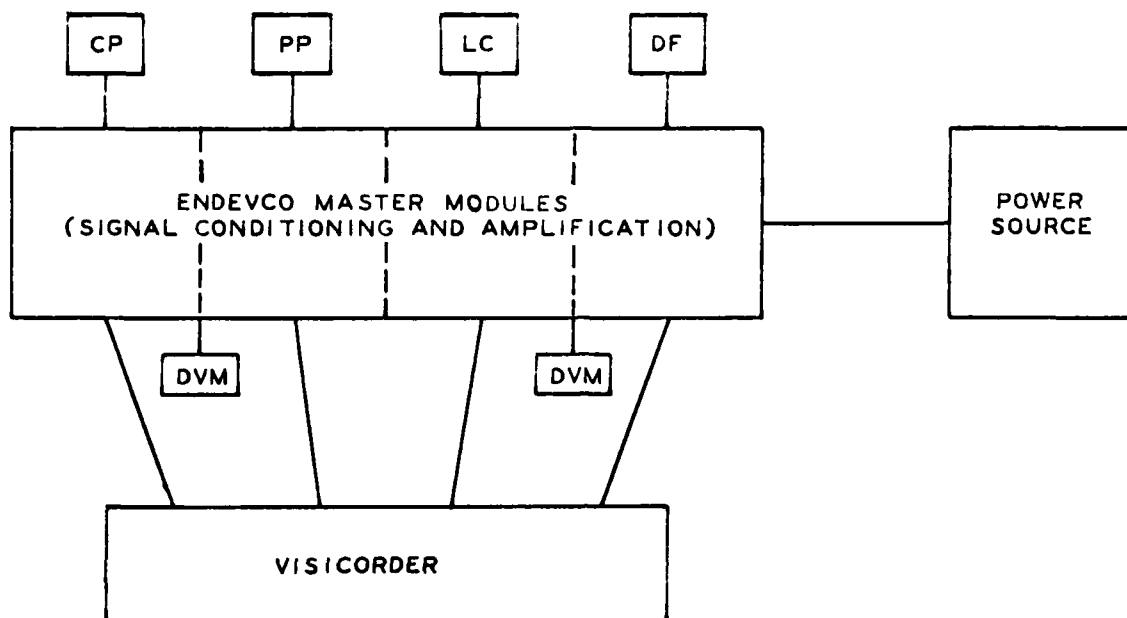 CP
PP
LC
DF
ENDEVCO MASTER MODULES
(SIGNAL CONDITIONING AND AMPLIFICATION)
POWER
SOURCE
DVM
DVM
VISICORDER